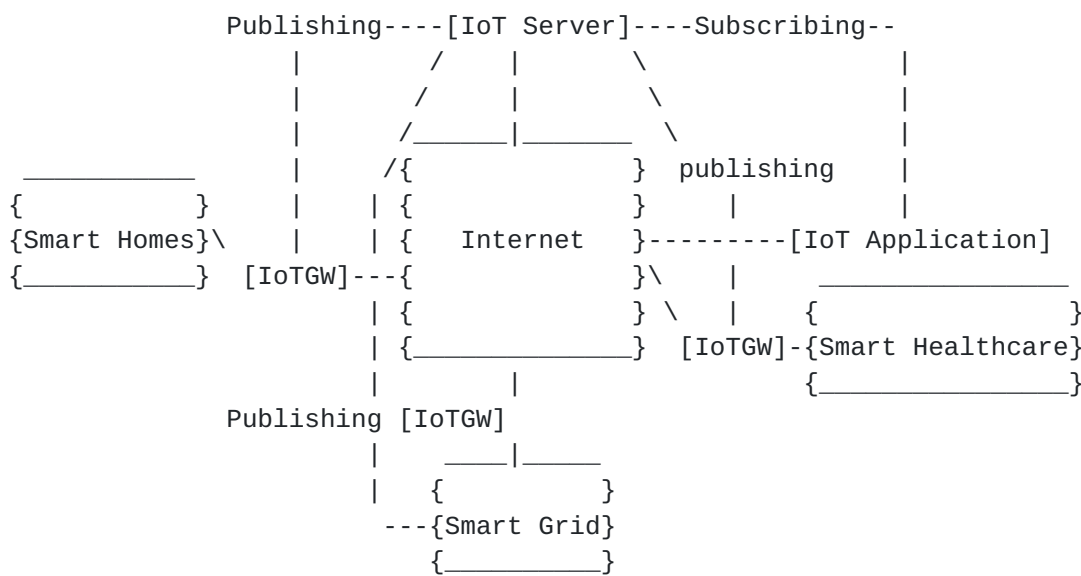 Publishing----[IoT Server]----Subscribing--
publishing
{Smart Homes}\ | | { Internet }---------[IoT Application]
[IoTGW]---{
[IoTGW]-{Smart Healthcare}
Publishing [IoTGW]
---{Smart Grid}